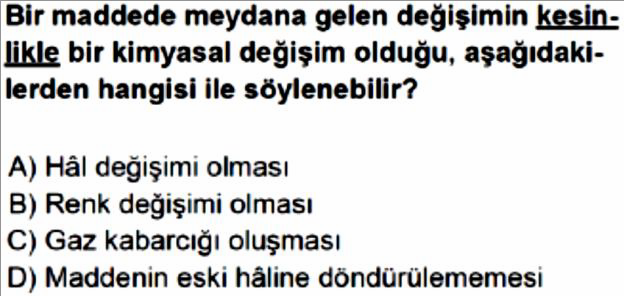 Bir maddede meydana gelen değişimin kesin-
likle bir kimyasal değişim olduğu, aşağıdaki-
lerden hangisi ile söylenebilir?
A) Hâl değişimi olması
B) Renk değişimi olması
C) Gaz kabarcığı oluşması
D) Maddenin eski hâline döndürülememesi